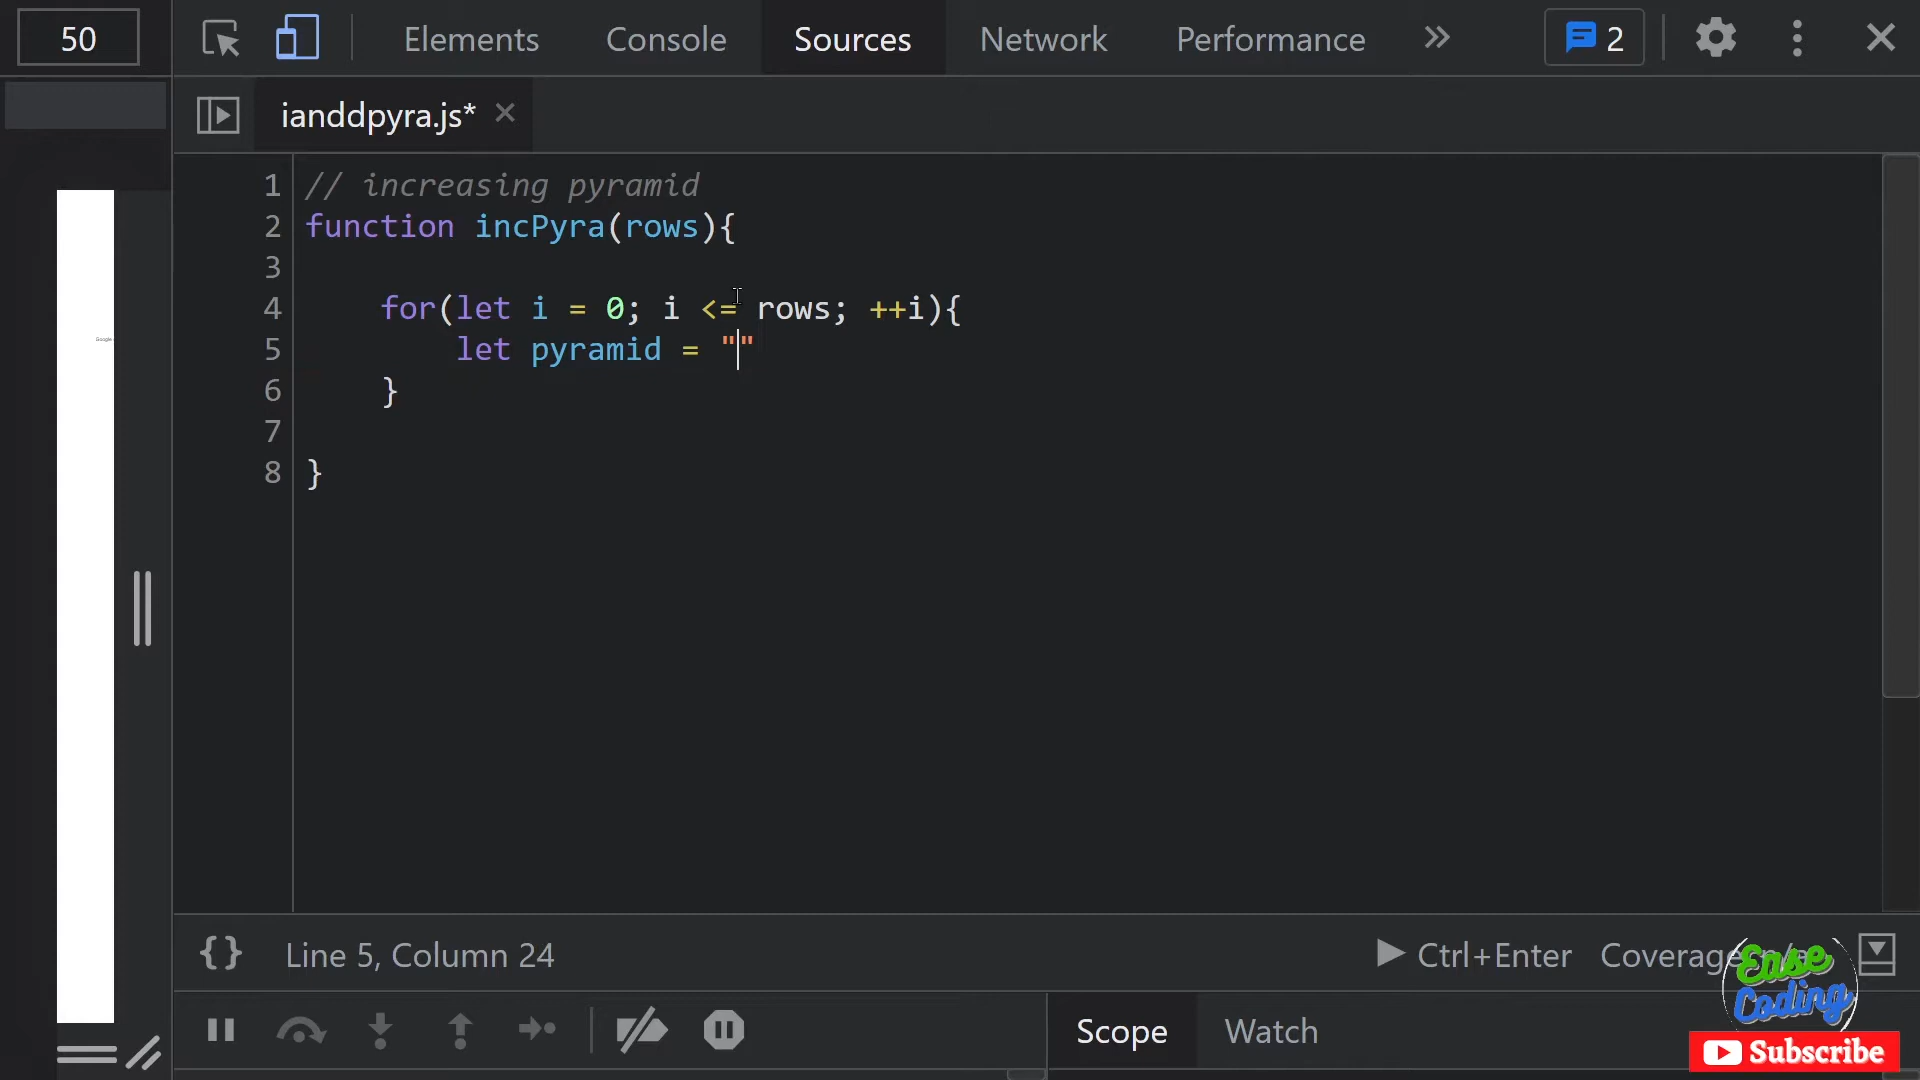 50
Elements Console Sources Network Performance 2
ianddpyra.js*
1 // increasing pyramid
2 function incPyra(rows){
3
4 for(let i = 0; i <= rows; ++i){
5 let pyramid = ""
6 }
7
8 }
{} Line 5, Column 24 Ctrl+Enter Coverage:
Ease
Coding
Scope Watch
Subscribe